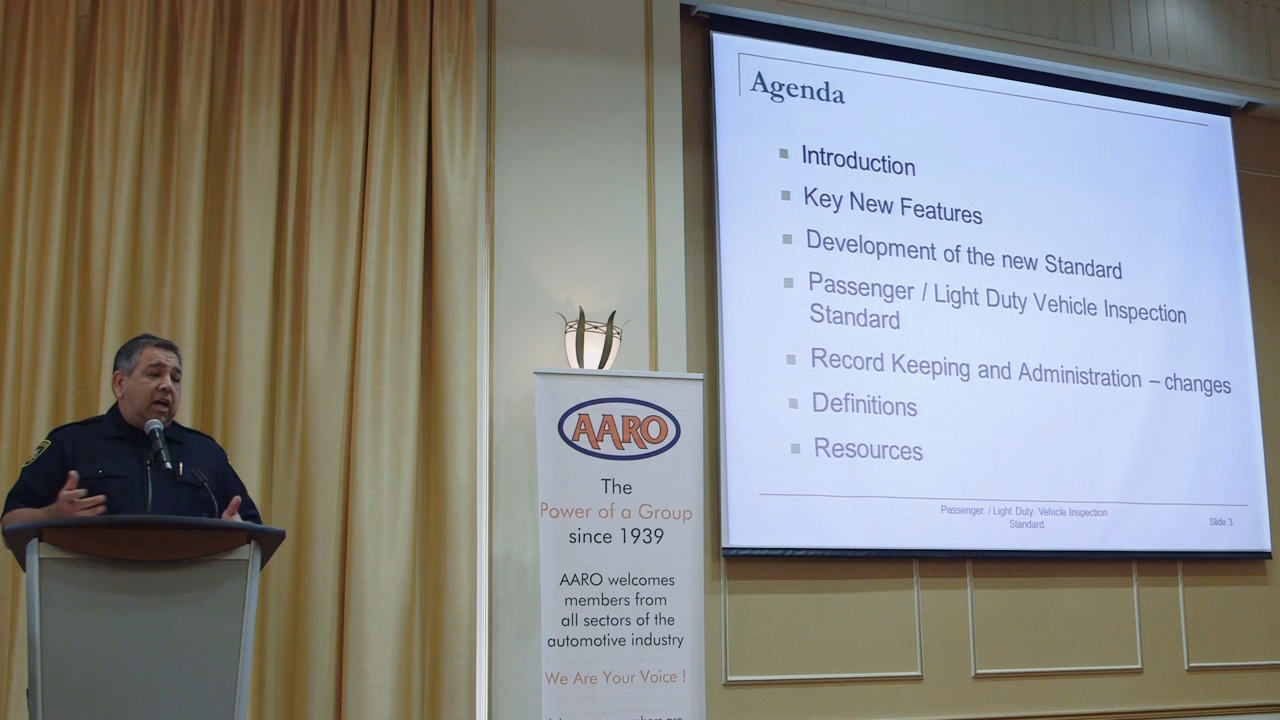 Agenda
Introduction
Key New Features
Development of the new Standard
Passenger / Light Duty Vehicle Inspection
Standard
Record Keeping and Administration – changes
Definitions
Resources
Passenger / Light Duty Vehicle Inspection
Standard
Slide 3
AARO
The
Power of a Group
since 1939
AARO welcomes
members from
all sectors of the
automotive industry
We Are Your Voice !